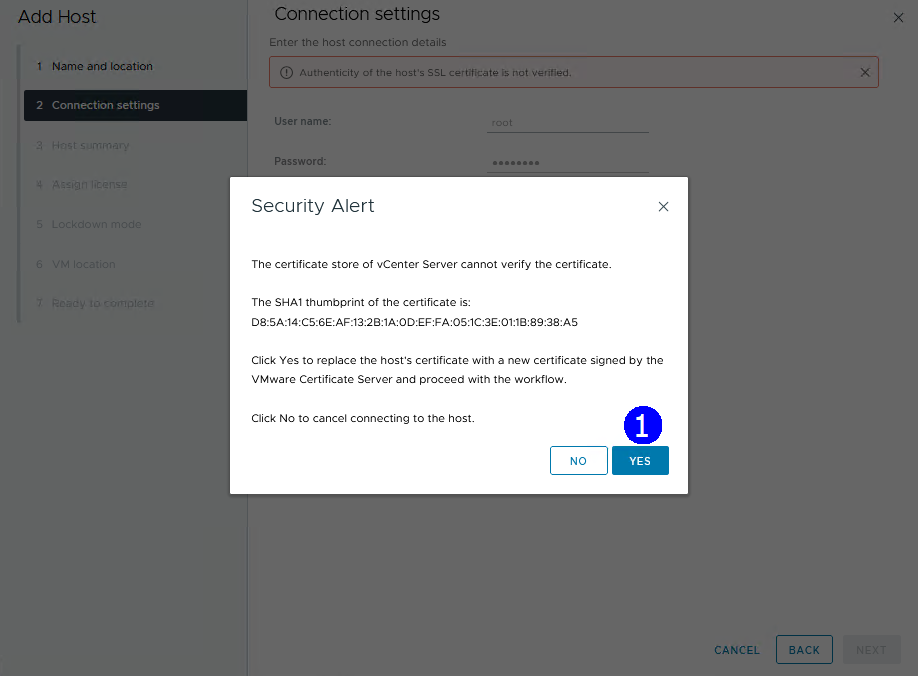 Add Host
1 Name and location
2 Connection settings
3 Host summary
4 Assign license
5 Lockdown mode
6 VM location
7 Ready to complete
Connection settings
Enter the host connection details
Authenticity of the host's SSL certificate is not verified.
User name:
root
Password:
••••••••
Security Alert
The certificate store of vCenter Server cannot verify the certificate.
The SHA1 thumbprint of the certificate is:
D8:5A:14:C5:6E:AF:13:2B:1A:0D:EF:FA:05:1C:3E:01:1B:89:38:A5
Click Yes to replace the host's certificate with a new certificate signed by the
VMware Certificate Server and proceed with the workflow.
Click No to cancel connecting to the host.
1
NO
YES
CANCEL
BACK
NEXT